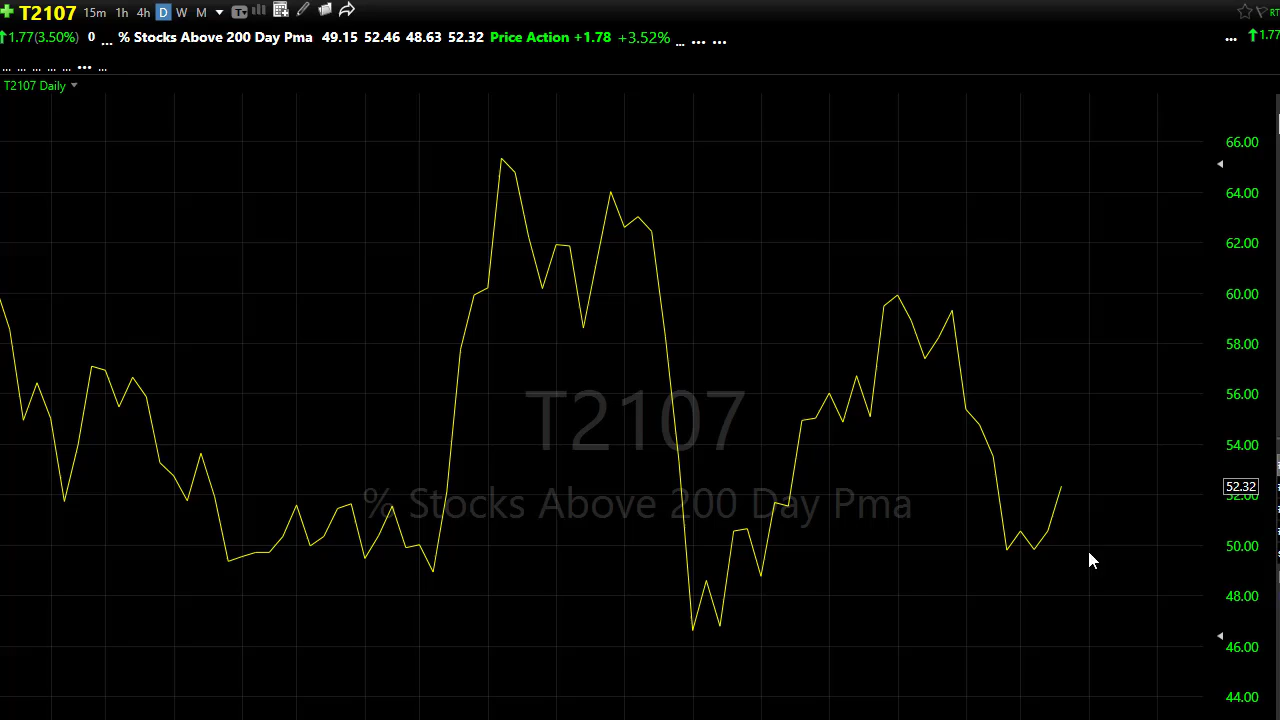 T2107 15m 1h 4h D W M T RT
1.77(3.50%) 0 ... % Stocks Above 200 Day Pma 49.15 52.46 48.63 52.32 Price Action +1.78 +3.52% ... ... ... ... 1.77
... ... ... ... ... ... ...
T2107 Daily
66.00
64.00
62.00
60.00
58.00
56.00
T2107
54.00
52.32
52.00
% Stocks Above 200 Day Pma
50.00
48.00
46.00
44.00